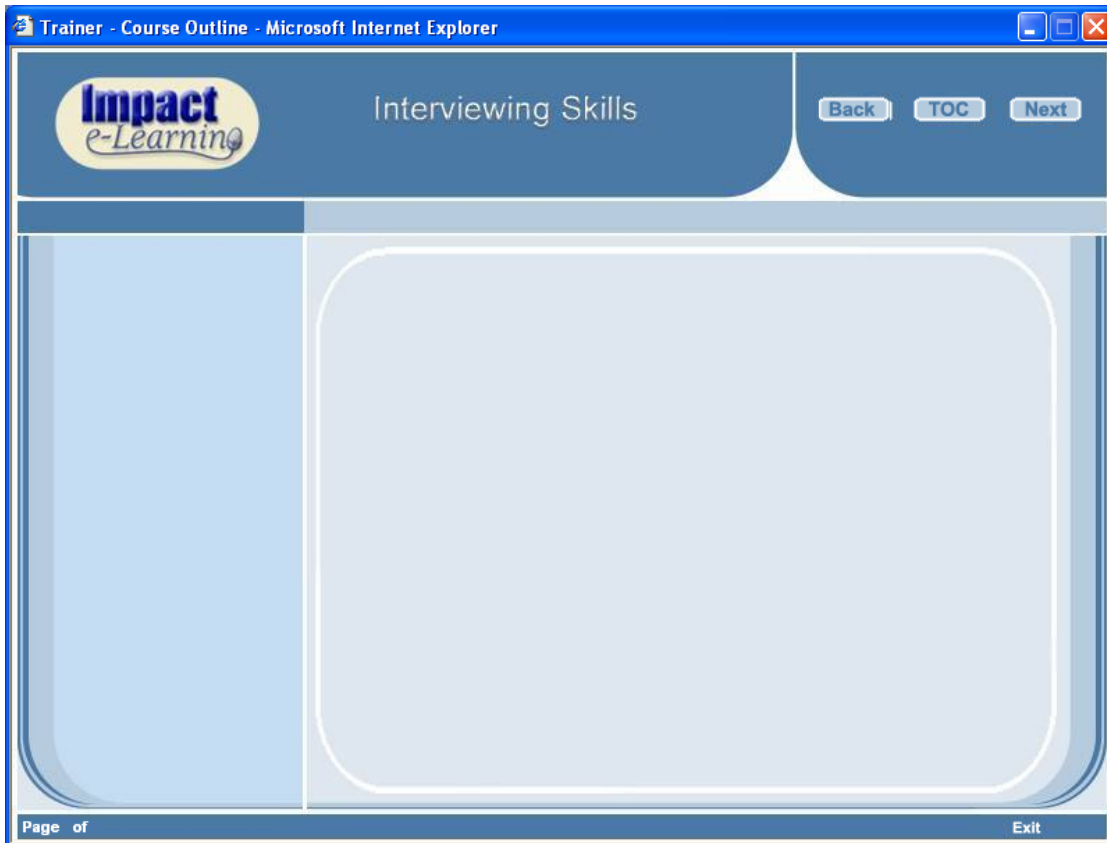 Trainer - Course Outline - Microsoft Internet Explorer
Impact
e-Learning
Interviewing Skills
Back TOC Next
Page of
Exit